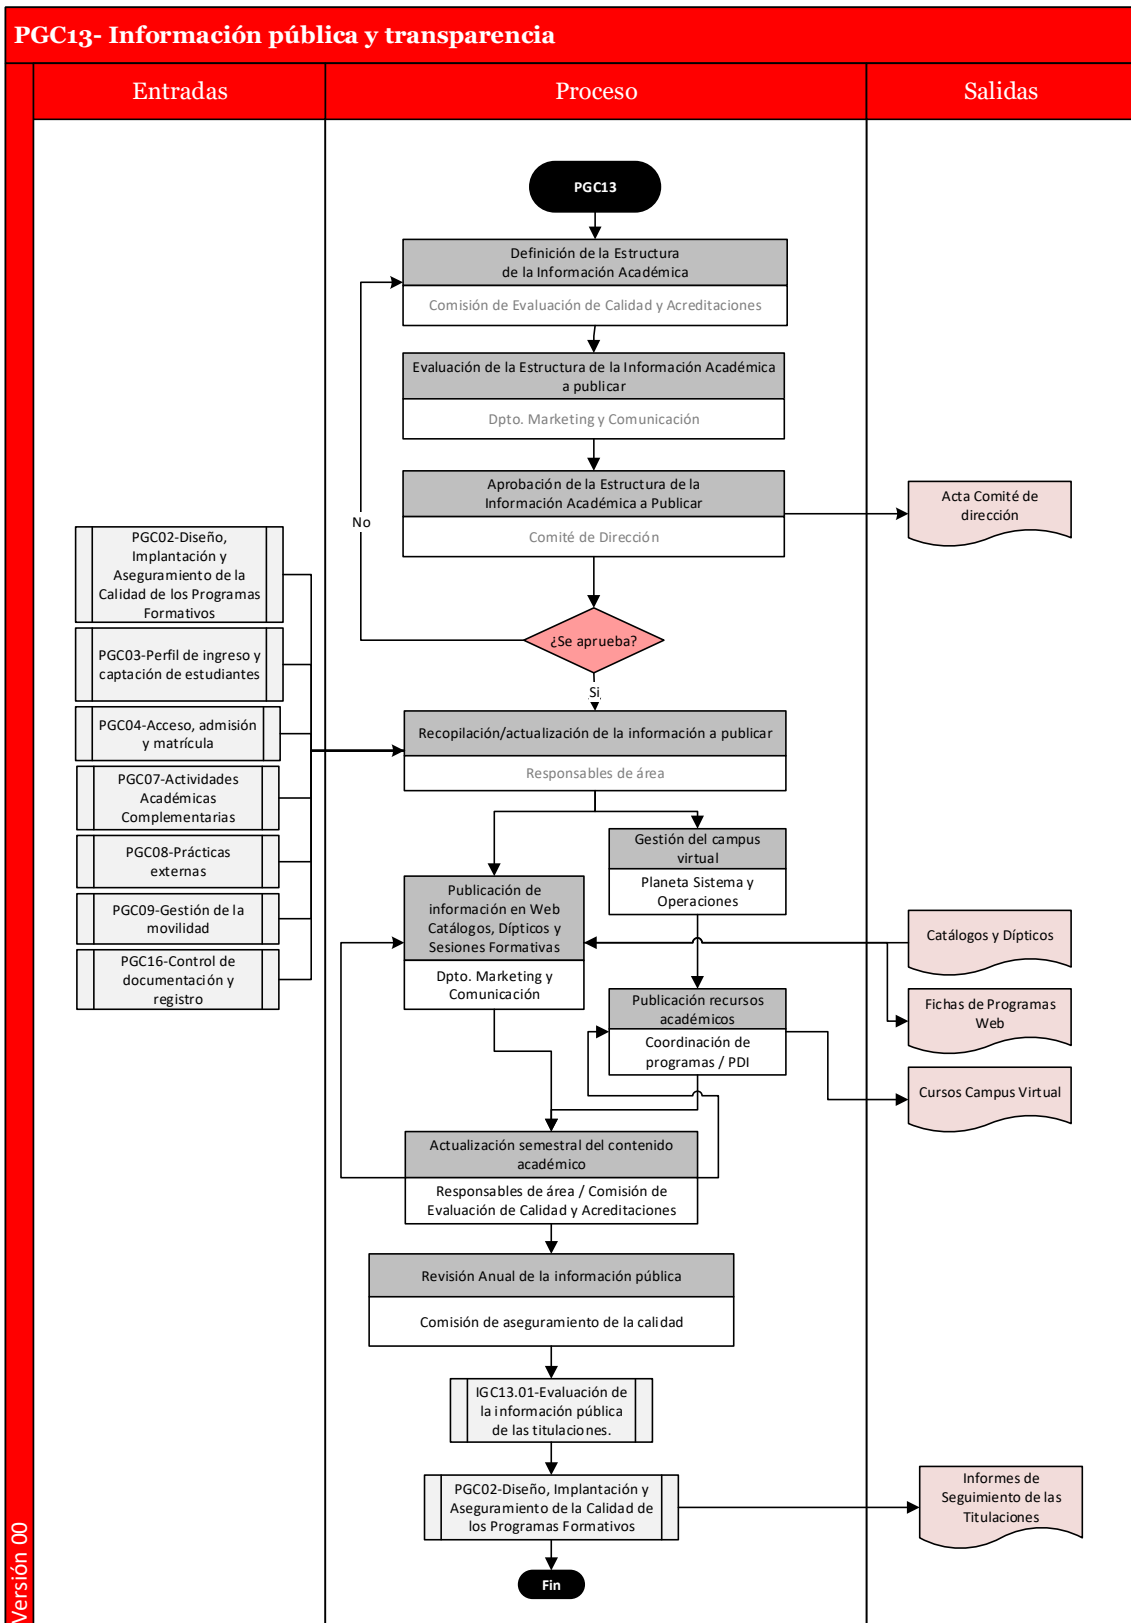 PGC13- Información pública y transparencia
Entradas
Proceso
Salidas
PGC13
Definición de la Estructura
de la Información Académica
Comisión de Evaluación de Calidad y Acreditaciones
Evaluación de la Estructura de la Información Académica
a publicar
Dpto. Marketing y Comunicación
Aprobación de la Estructura de la
Información Académica a Publicar
Comité de Dirección
Acta Comité de
dirección
No
¿Se aprueba?
Si
PGC02-Diseño,
Implantación y
Aseguramiento de la
Calidad de los Programas
Formativos
PGC03-Perfil de ingreso y
captación de estudiantes
PGC04-Acceso, admisión
y matrícula
PGC07-Actividades
Académicas
Complementarias
PGC08-Prácticas
externas
PGC09-Gestión de la
movilidad
PGC16-Control de
documentación y
registro
Recopilación/actualización de la información a publicar
Responsables de área
Gestión del campus
virtual
Planeta Sistema y
Operaciones
Publicación de
información en Web
Catálogos, Dípticos y
Sesiones Formativas
Dpto. Marketing y
Comunicación
Publicación recursos
académicos
Coordinación de
programas / PDI
Catálogos y Dípticos
Fichas de Programas
Web
Cursos Campus Virtual
Actualización semestral del contenido
académico
Responsables de área / Comisión de
Evaluación de Calidad y Acreditaciones
Revisión Anual de la información pública
Comisión de aseguramiento de la calidad
IGC13.01-Evaluación de
la información pública
de las titulaciones.
PGC02-Diseño, Implantación y
Aseguramiento de la Calidad de
los Programas Formativos
Informes de
Seguimiento de las
Titulaciones
Fin
Versión 00